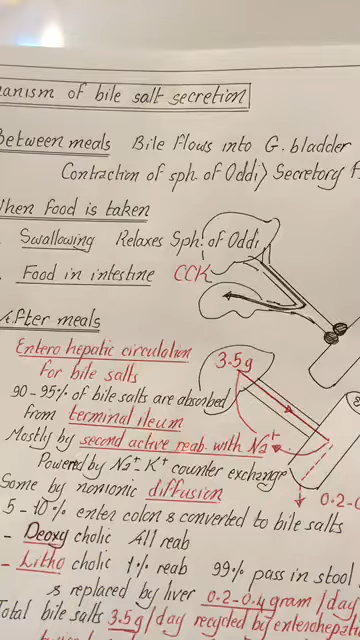 anism of bile salt secretion
Between meals Bile Flows into G. bladder
Contraction of sph. of Oddi > Secretory
When Food is taken
Swallowing Relaxes Sph. of Oddi
Food in intestine CCK
After meals
Entero hepatic circulation
For bile salts
3.5g
90-95% of bile salts are absorbed
from terminal ileum
Mostly by second active reab. with Na+
Powered by Na+-K+ counter exchange
Some by nonionic diffusion
0.2-0
5-10% enter colon & converted to bile salts
- Deoxy cholic All reab
- Litho cholic 1% reab 99% pass in stool
& replaced by liver 0.2-0.4 gram/day
Total bile salts 3.5g/day recycled by enterohepat